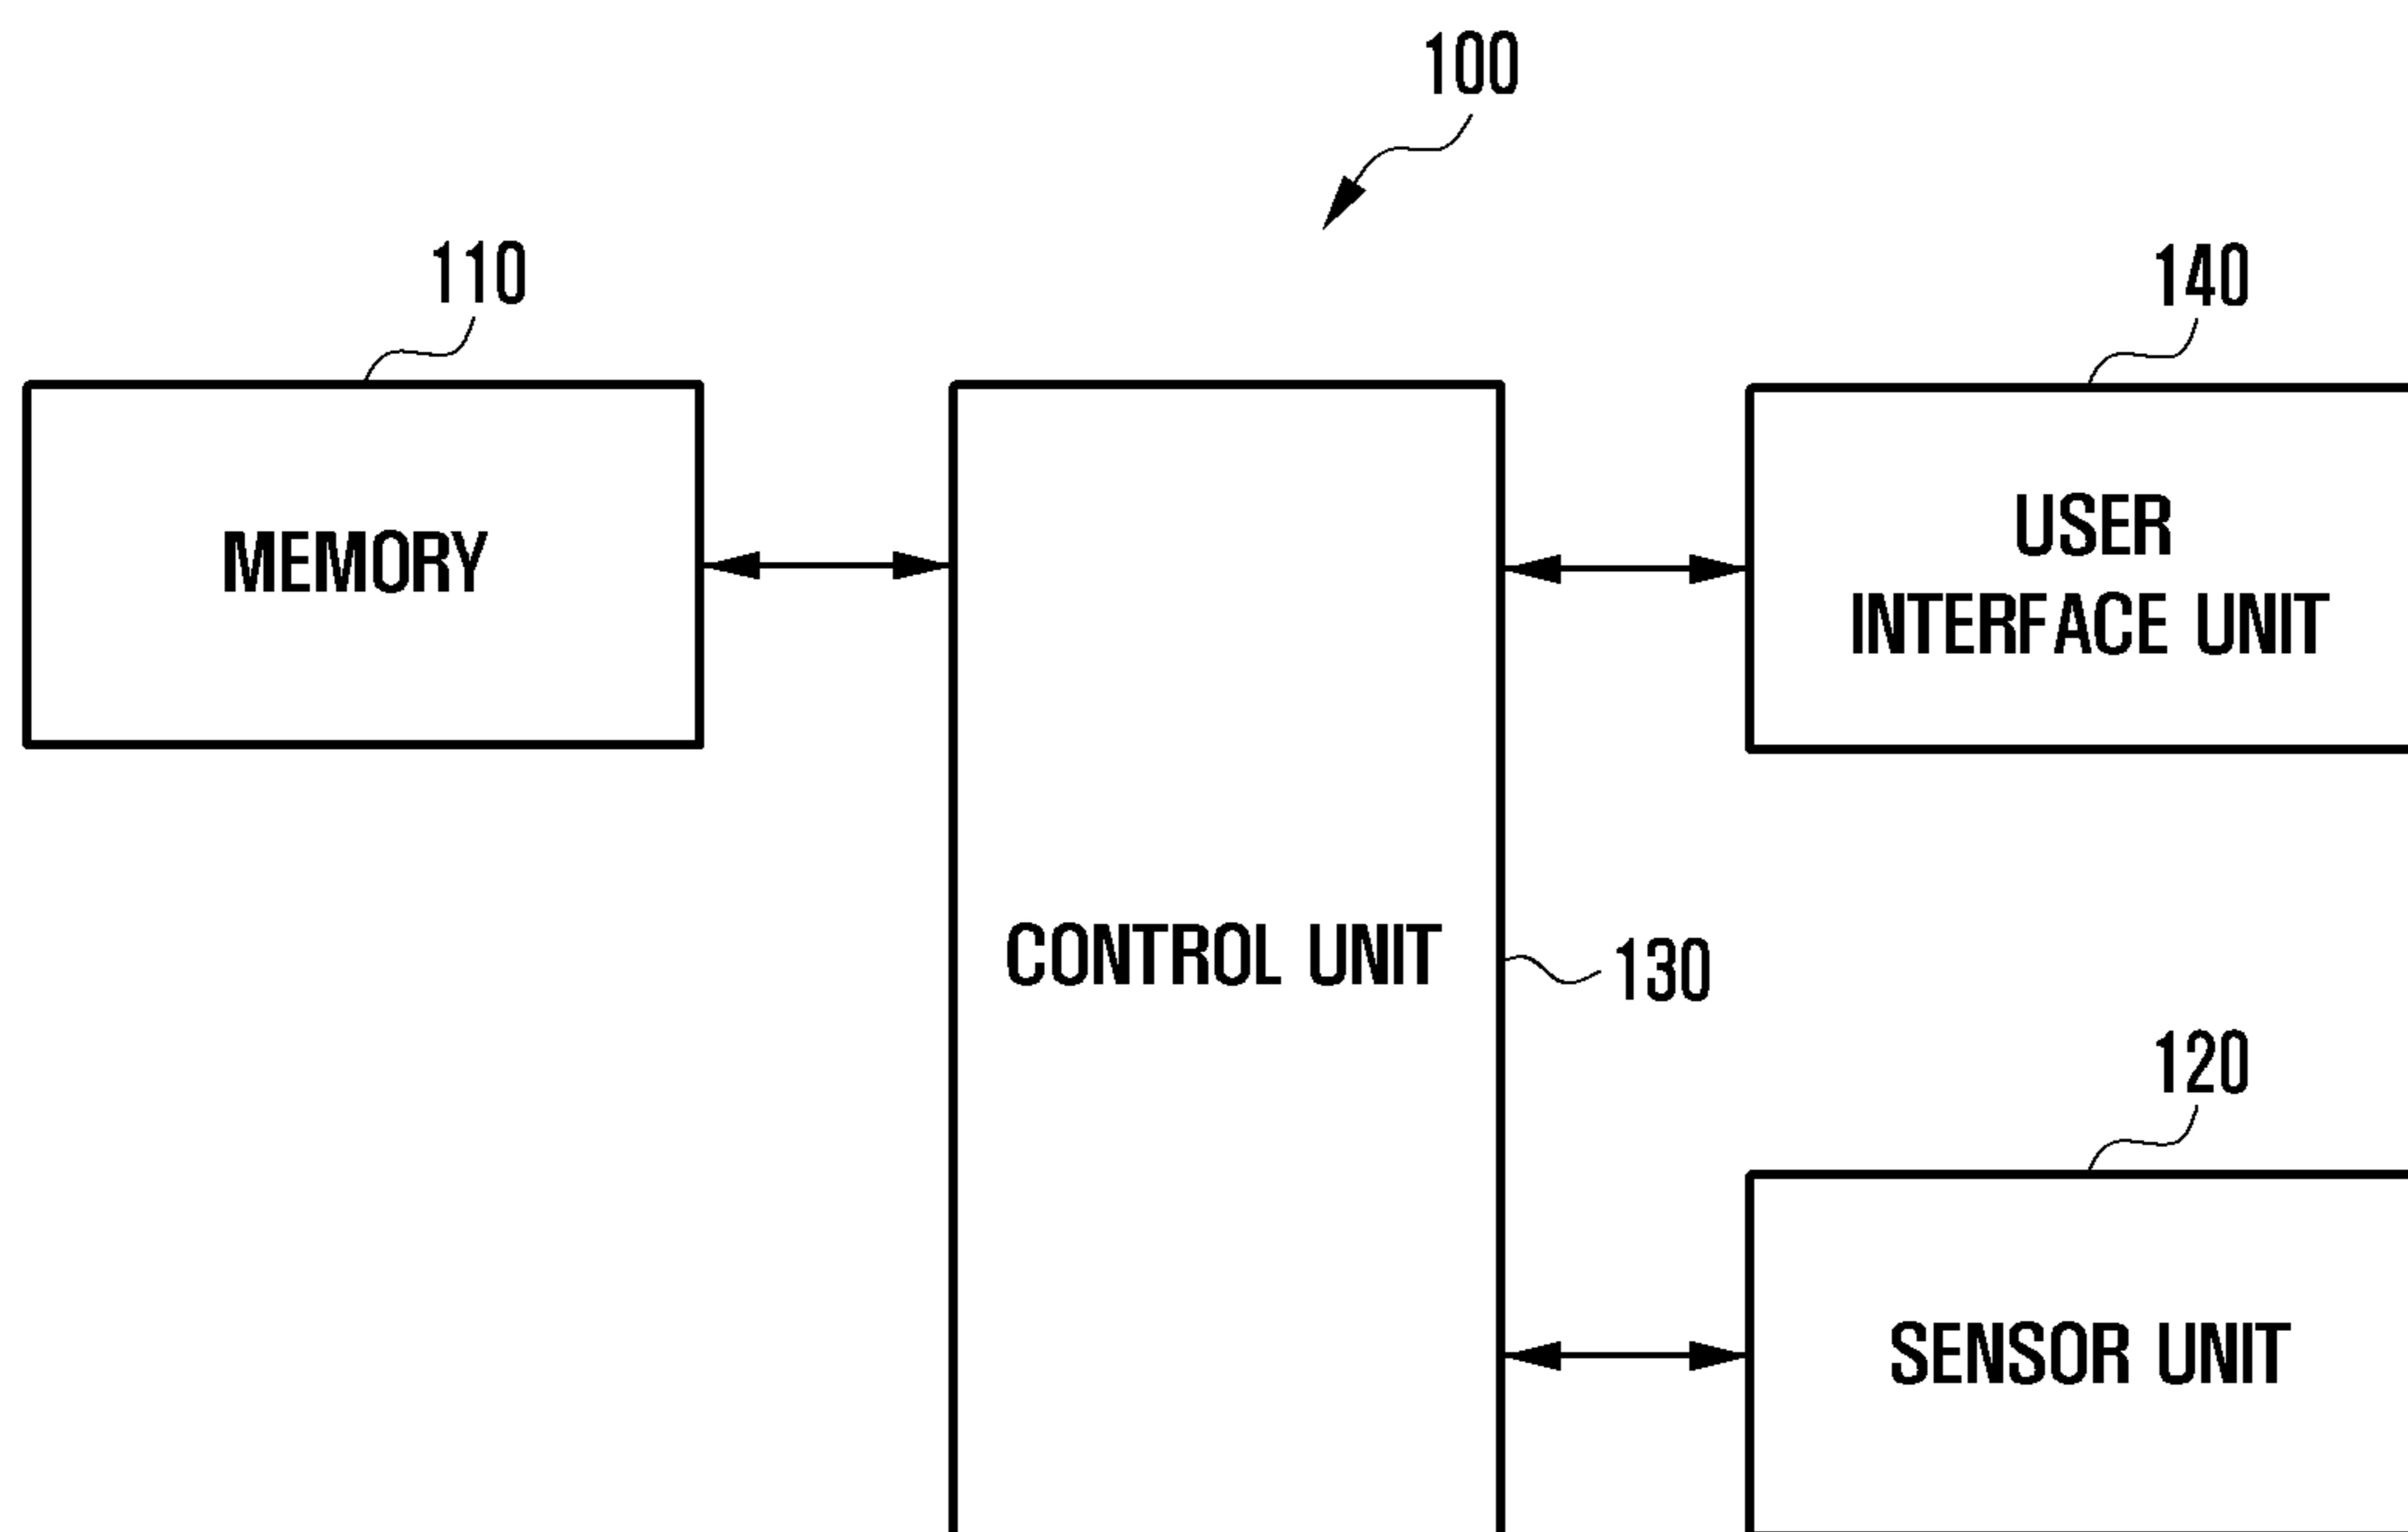 100
110
140
MEMORY
USER
INTERFACE UNIT
CONTROL UNIT
130
120
SENSOR UNIT